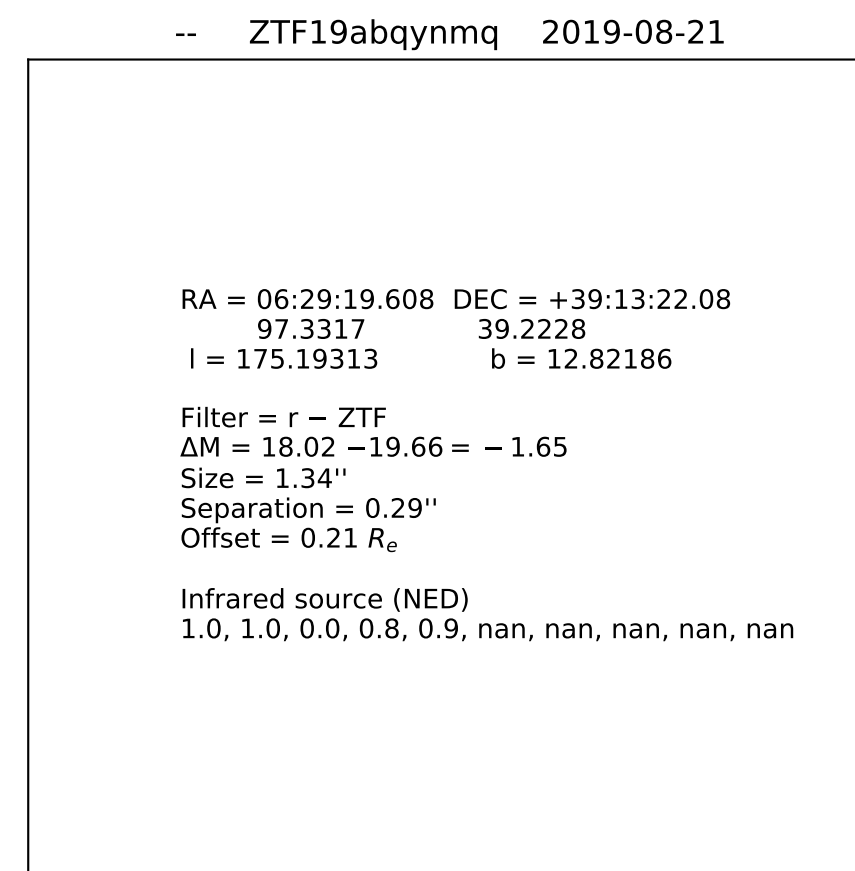 -- ZTF19abqynmq 2019-08-21
RA = 06:29:19.608 DEC = +39:13:22.08
97.3317 39.2228
l = 175.19313 b = 12.82186
Filter = r − ZTF
ΔM = 18.02 −19.66 = − 1.65
Size = 1.34''
Separation = 0.29''
Offset = 0.21 Re
Infrared source (NED)
1.0, 1.0, 0.0, 0.8, 0.9, nan, nan, nan, nan, nan